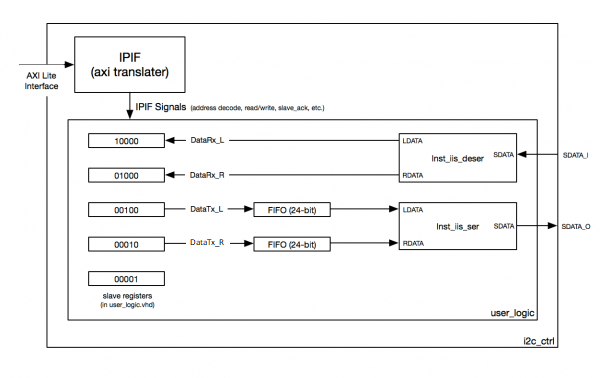 IPIF
(axi translater)
AXI Lite
Interface
IPIF Signals (address decode, read/write, slave_ack, etc.)
10000
DataRx_L
LDATA
Inst_iis_deser
SDATA
SDATA_I
01000
DataRx_R
RDATA
00100
DataTx_L
FIFO (24-bit)
LDATA
Inst_iis_ser
SDATA
SDATA_O
00010
DataTx_R
FIFO (24-bit)
RDATA
00001
slave registers
(in user_logic.vhd)
user_logic
i2c_ctrl